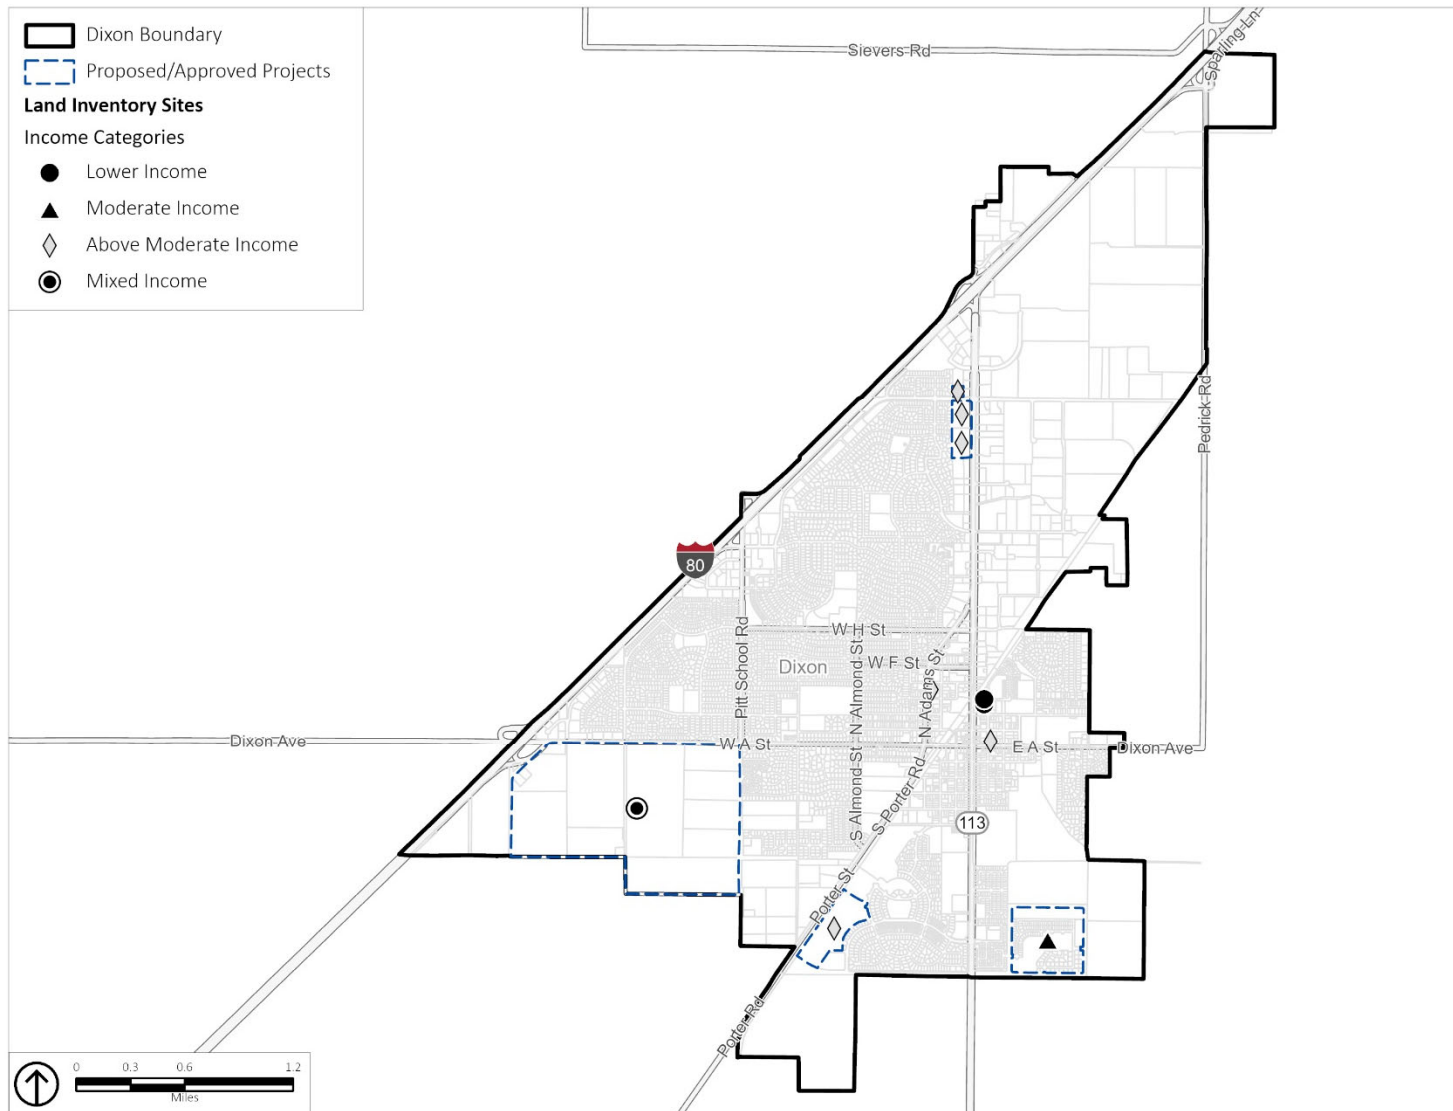 Dixon Boundary
Proposed/Approved Projects
Land Inventory Sites
Income Categories
Lower Income
Moderate Income
Above Moderate Income
Mixed Income
Sievers Rd
Sparling Ln
Pedrick Rd
80
W H St
Dixon
W F St
Pitt School Rd
N Almond St
N Adams St
Dixon Ave
W A St
E A St
Dixon Ave
S Almond St
S Porter Rd
113
Porter St
Porter Rd
0 0.3 0.6 1.2
Miles